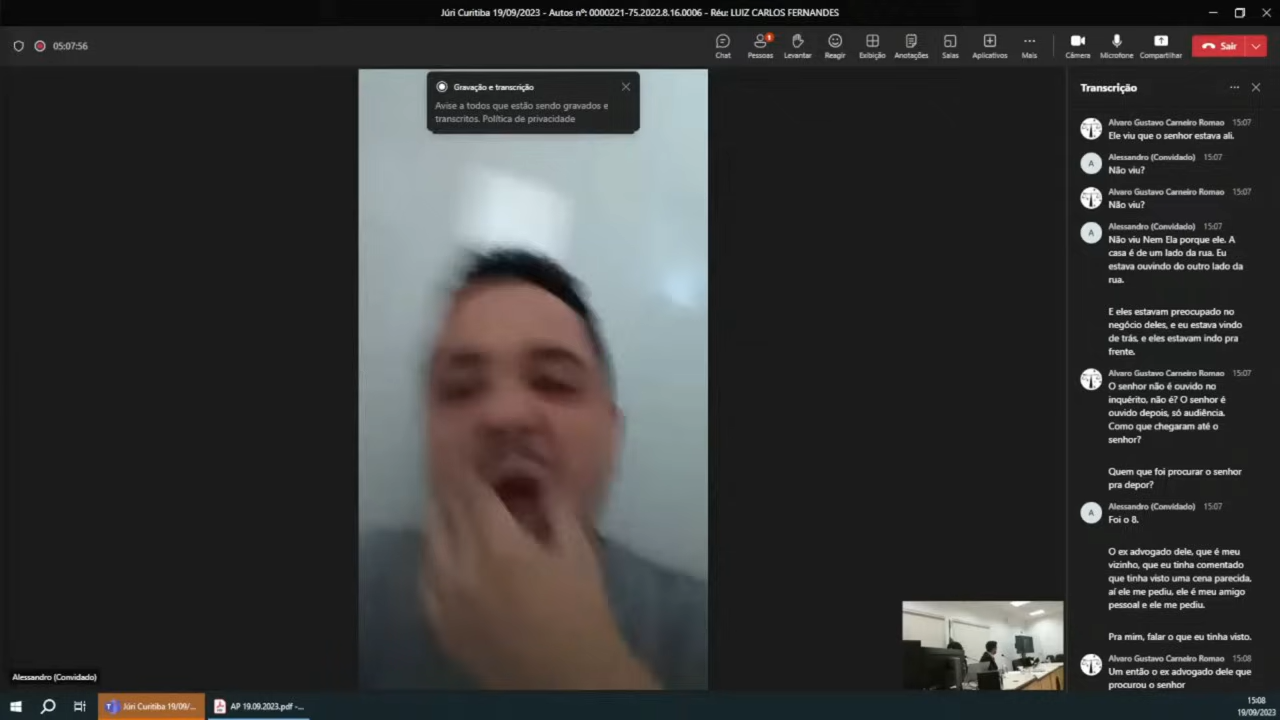 Júri Curitiba 19/09/2023 - Autos nº: 0000221-75.2022.8.16.0006 - Réu: LUIZ CARLOS FERNANDES
05:07:56
Chat
1
Pessoas
Levantar
Reagir
Exibição
Anotações
Salas
Aplicativos
Mais
Câmera
Microfone
Compartilhar
Sair
Gravação e transcrição
Avise a todos que estão sendo gravados e
transcritos. Política de privacidade
Transcrição
Alvaro Gustavo Carneiro Romao 15:07
Ele viu que o senhor estava ali.
A
Alessandro (Convidado) 15:07
Não viu?
Alvaro Gustavo Carneiro Romao 15:07
Não viu?
A
Alessandro (Convidado) 15:07
Não viu Nem Ela porque ele. A
casa é de um lado da rua. Eu
estava ouvindo do outro lado da
rua.
E eles estavam preocupado no
negócio deles, e eu estava vindo
de trás, e eles estavam indo pra
frente.
Alvaro Gustavo Carneiro Romao 15:07
O senhor não é ouvido no
inquérito, não é? O senhor é
ouvido depois, só audiência.
Como que chegaram até o
senhor?
Quem que foi procurar o senhor
pra depor?
A
Alessandro (Convidado) 15:07
Foi o 8.
O ex advogado dele, que é meu
vizinho, que eu tinha comentado
que tinha visto uma cena parecida,
aí ele me pediu, ele é meu amigo
pessoal e ele me pediu.
Pra mim, falar o que eu tinha visto.
Alvaro Gustavo Carneiro Romao 15:08
Um então o ex advogado dele que
procurou o senhor
Alessandro (Convidado)
Júri Curitiba 19/09/...
AP 19.09.2023.pdf -...
15:08
19/09/2023